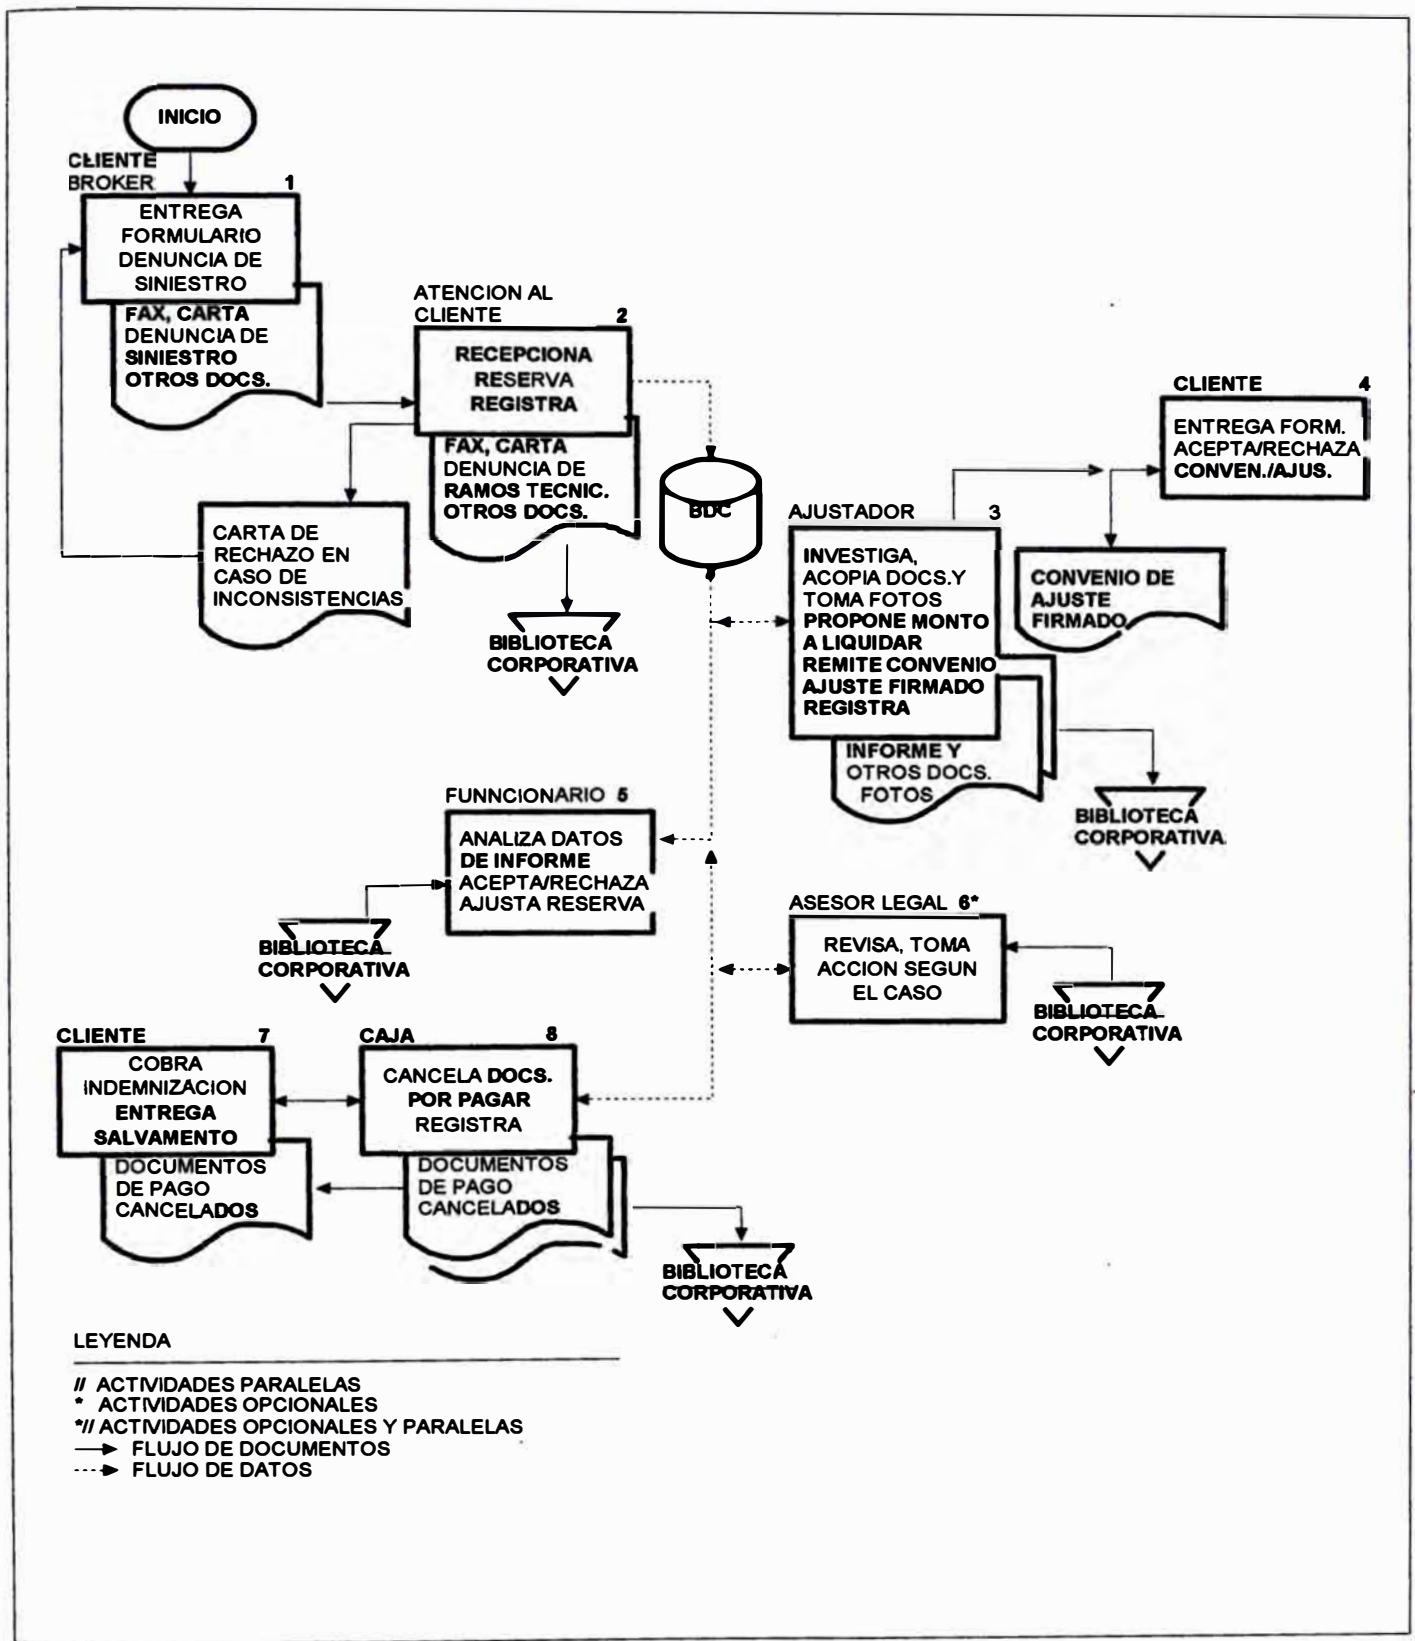 INICIO
CLIENTE
BROKER
1
ENTREGA
FORMULARIO
DENUNCIA DE
SINIESTRO
FAX, CARTA
DENUNCIA DE
SINIESTRO
OTROS DOCS.
ATENCION AL
CLIENTE
2
RECEPCIONA
RESERVA
REGISTRA
FAX, CARTA
DENUNCIA DE
RAMOS TECNIC.
OTROS DOCS.
CARTA DE
RECHAZO EN
CASO DE
INCONSISTENCIAS
BIBLIOTECA
CORPORATIVA
BDC
AJUSTADOR 3
INVESTIGA,
ACOPIA DOCS.Y
TOMA FOTOS
PROPONE MONTO
A LIQUIDAR
REMITE CONVENIO
AJUSTE FIRMADO
REGISTRA
INFORME Y
OTROS DOCS.
FOTOS
CLIENTE 4
ENTREGA FORM.
ACEPTA/RECHAZA
CONVEN./AJUS.
CONVENIO DE
AJUSTE
FIRMADO
BIBLIOTECA
CORPORATIVA
FUNNCIONARIO 5
ANALIZA DATOS
DE INFORME
ACEPTA/RECHAZA
AJUSTA RESERVA
BIBLIOTECA
CORPORATIVA
ASESOR LEGAL 6*
REVISA, TOMA
ACCION SEGUN
EL CASO
BIBLIOTECA
CORPORATIVA
CLIENTE 7
COBRA
INDEMNIZACION
ENTREGA
SALVAMENTO
DOCUMENTOS
DE PAGO
CANCELADOS
CAJA 8
CANCELA DOCS.
POR PAGAR
REGISTRA
DOCUMENTOS
DE PAGO
CANCELADOS
BIBLIOTECA
CORPORATIVA
LEYENDA
// ACTIVIDADES PARALELAS
* ACTIVIDADES OPCIONALES
*// ACTIVIDADES OPCIONALES Y PARALELAS
FLUJO DE DOCUMENTOS
FLUJO DE DATOS